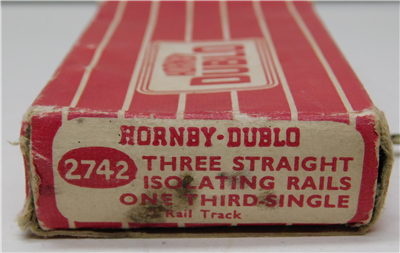 HORNBY
DUBLO
HORNBY-DUBLO
2742 THREE STRAIGHT
ISOLATING RAILS
ONE THIRD-SINGLE
Rail Track